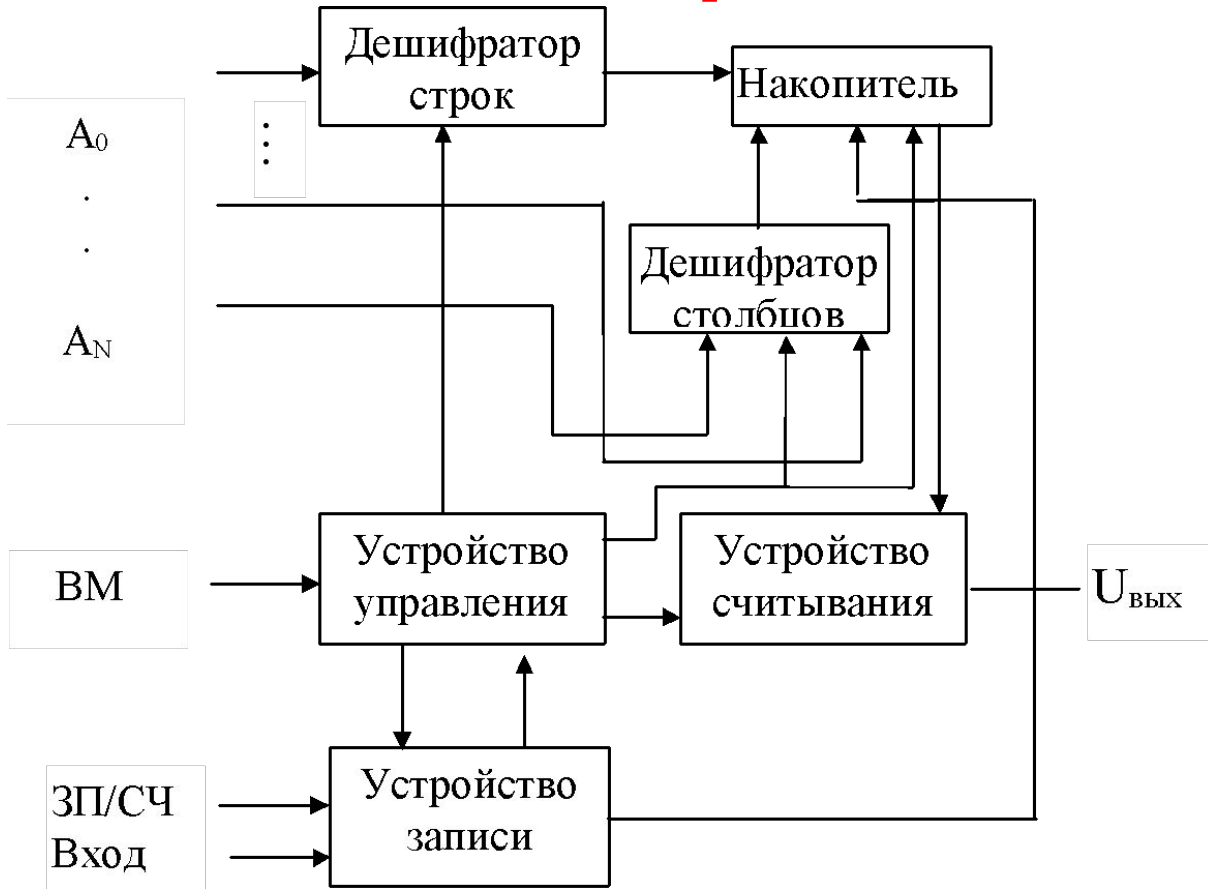 Дешифратор
строк
Накопитель
A0
.
.
AN
Дешифратор
столбцов
ВМ
Устройство
управления
Устройство
считывания
Uвых
ЗП/СЧ
Вход
Устройство
записи